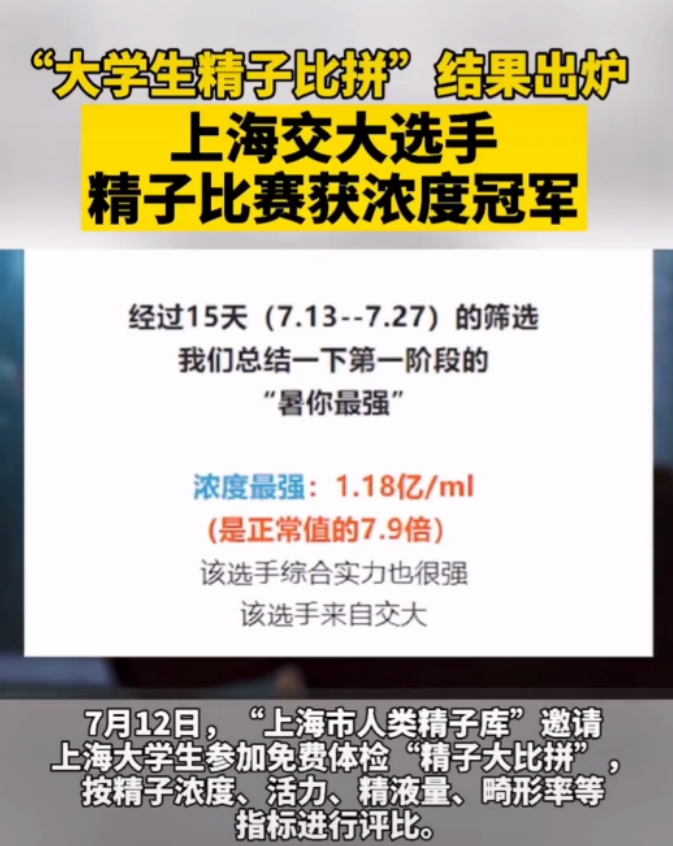 “大学生精子比拼”结果出炉
上海交大选手
精子比赛获浓度冠军
经过15天（7.13--7.27）的筛选
我们总结一下第一阶段的
“暑你最强”
浓度最强：1.18亿/ml
(是正常值的7.9倍）
该选手综合实力也很强
该选手来自交大
7月12日，“上海市人类精子库”邀请
上海大学生参加免费体检“精子大比拼”，
按精子浓度、活力、精液量、畸形率等
指标进行评比。